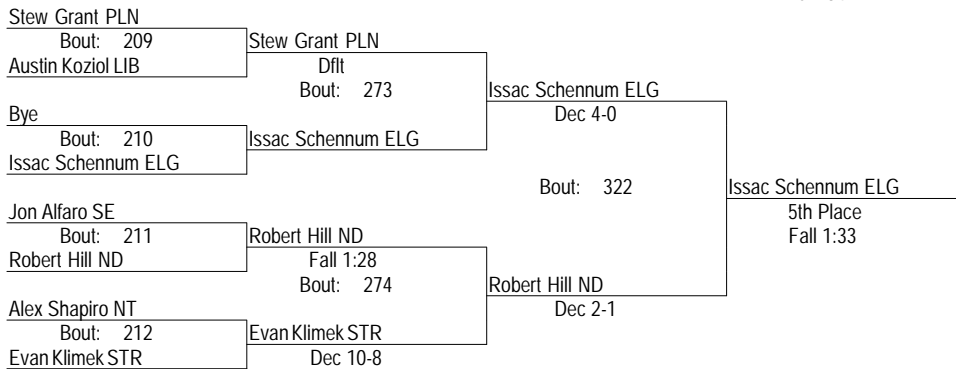 Stew Grant PLN
Bout: 209
Stew Grant PLN
Austin Koziol LIB
Dflt
Bout: 273
Issac Schennum ELG
Bye
Dec 4-0
Bout: 210
Issac Schennum ELG
Issac Schennum ELG
Bout: 322
Issac Schennum ELG
Jon Alfaro SE
5th Place
Bout: 211
Robert Hill ND
Fall 1:33
Robert Hill ND
Fall 1:28
Bout: 274
Robert Hill ND
Alex Shapiro NT
Dec 2-1
Bout: 212
Evan Klimek STR
Evan Klimek STR
Dec 10-8